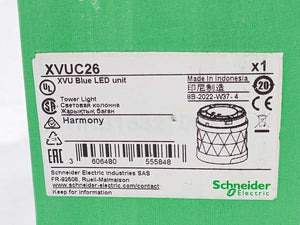 XVUC26 x1
XVU Blue LED unit
Made in Indonesia
印尼制造
8B-2022-W37-4
20
Tower Light
Световая колонна
Жарықтық баған
Harmony
EAC
3 606480 555848
Schneider Electric Industries SAS
FR-92506, Rueil-Malmaison
www.schneider-electric.com/contact
Keep for information
Schneider
Electric